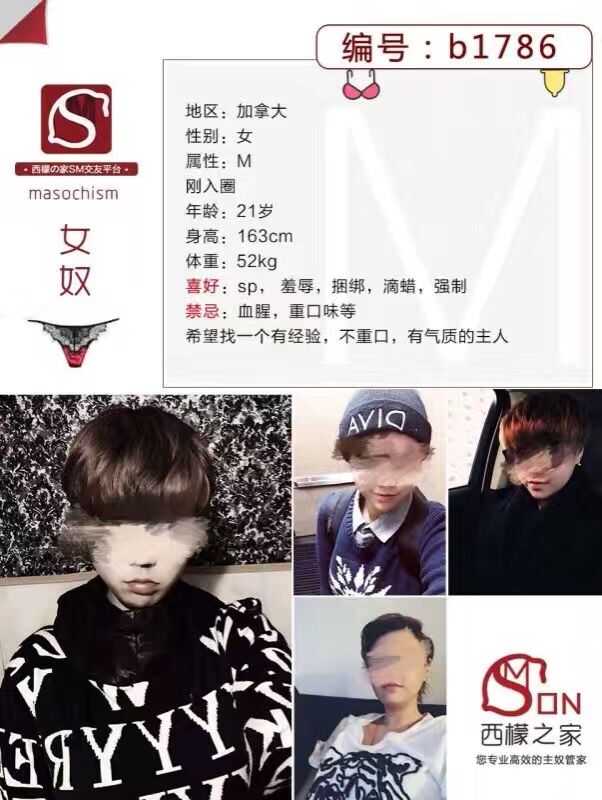 编号：b1786
S
西檬の家SM交友平台
masochism
女奴
地区：加拿大
性别：女
属性：M
刚入圈
年龄：21岁
身高：163cm
体重：52kg
喜好：sp，羞辱，捆绑，滴蜡，强制
禁忌：血腥，重口味等
希望找一个有经验，不重口，有气质的主人
M
DIVA
YYYRE
SMON
西檬之家
您专业高效的主奴管家